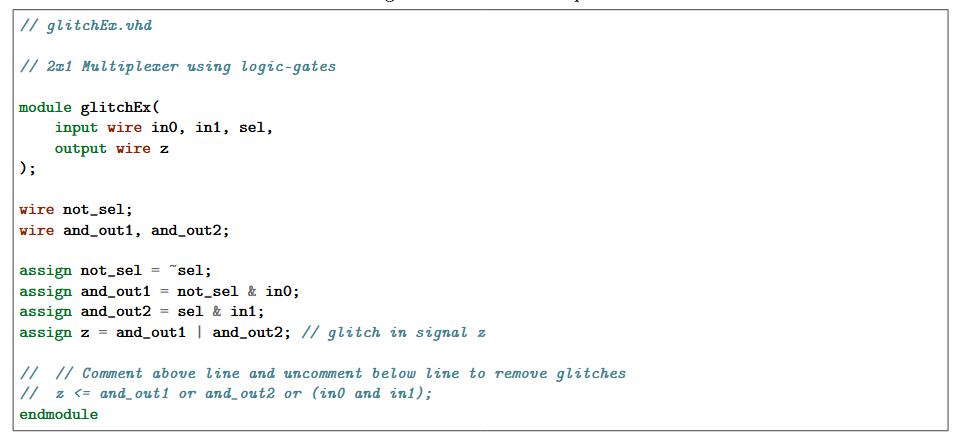 // glitchEx.vhd
// 2x1 Multiplexer using logic-gates
module glitchEx(
input wire in0, in1, sel,
output wire z
);
wire not_sel;
wire and_out1, and_out2;
assign not_sel = ~sel;
assign and_out1 = not_sel & in0;
assign and_out2 = sel & in1;
assign z = and_out1 | and_out2; // glitch in signal z
// // Comment above line and uncomment below line to remove glitches
// z <= and_out1 or and_out2 or (in0 and in1);
endmodule